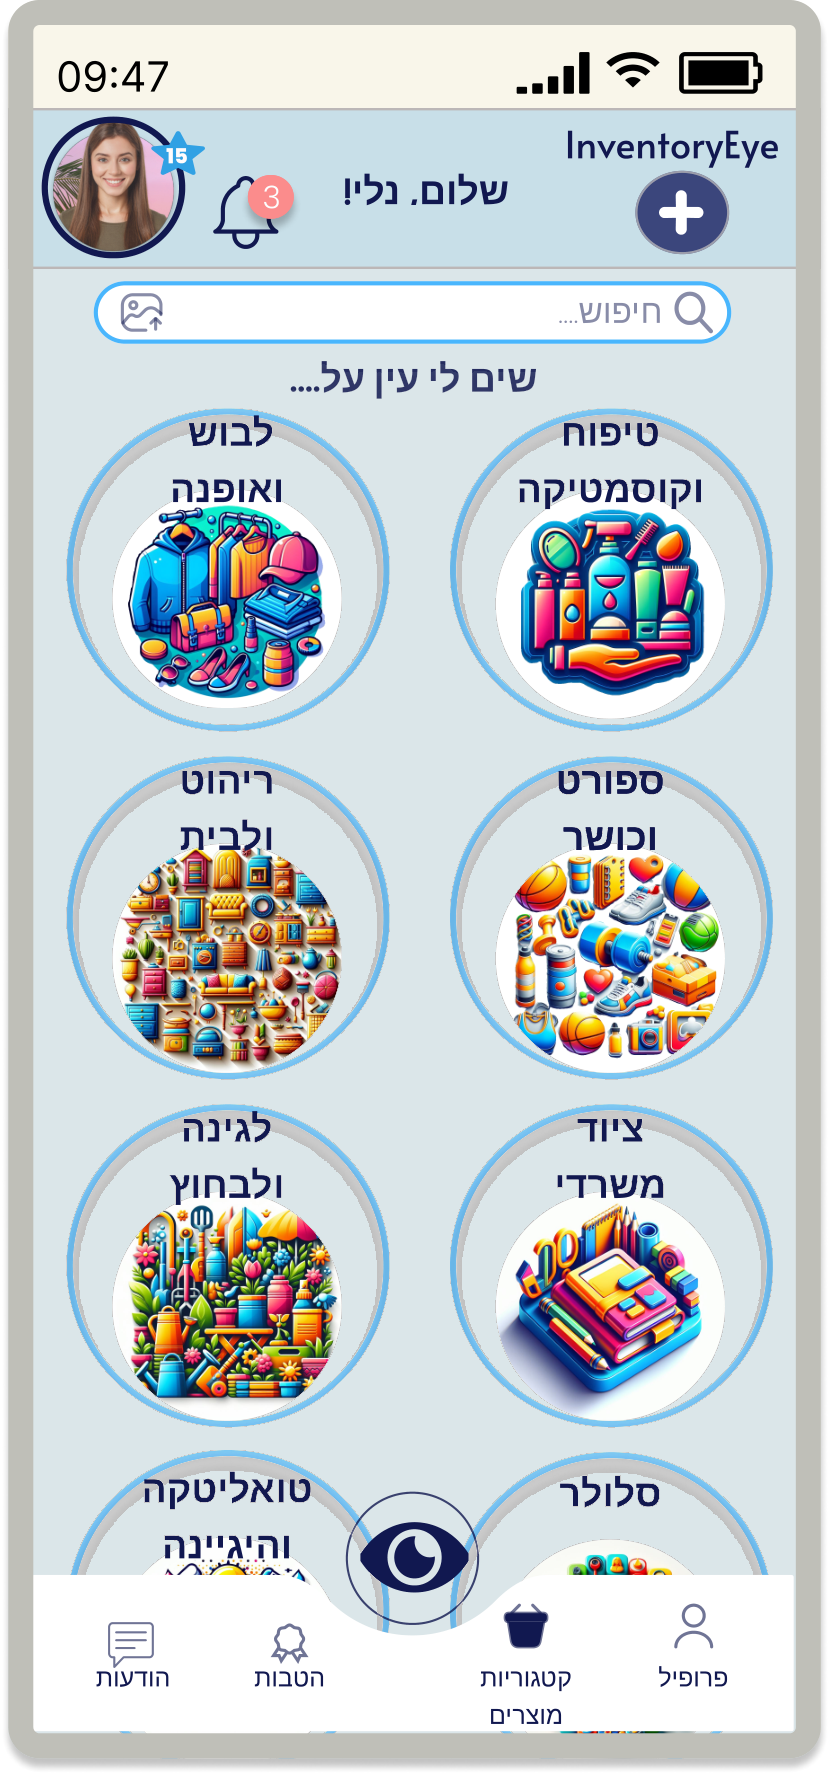 09:47
InventoryEye
שלום, נלי!
3
15
חיפוש....
שים לי עין על....
טיפוח
וקוסמטיקה
לבוש
ואופנה
ספורט
וכושר
ריהוט
ולבית
ציוד
משרדי
לגינה
ולבחוץ
סלולר
טואליטקה
והיגיינה
פרופיל
קטגוריות
מוצרים
הטבות
הודעות